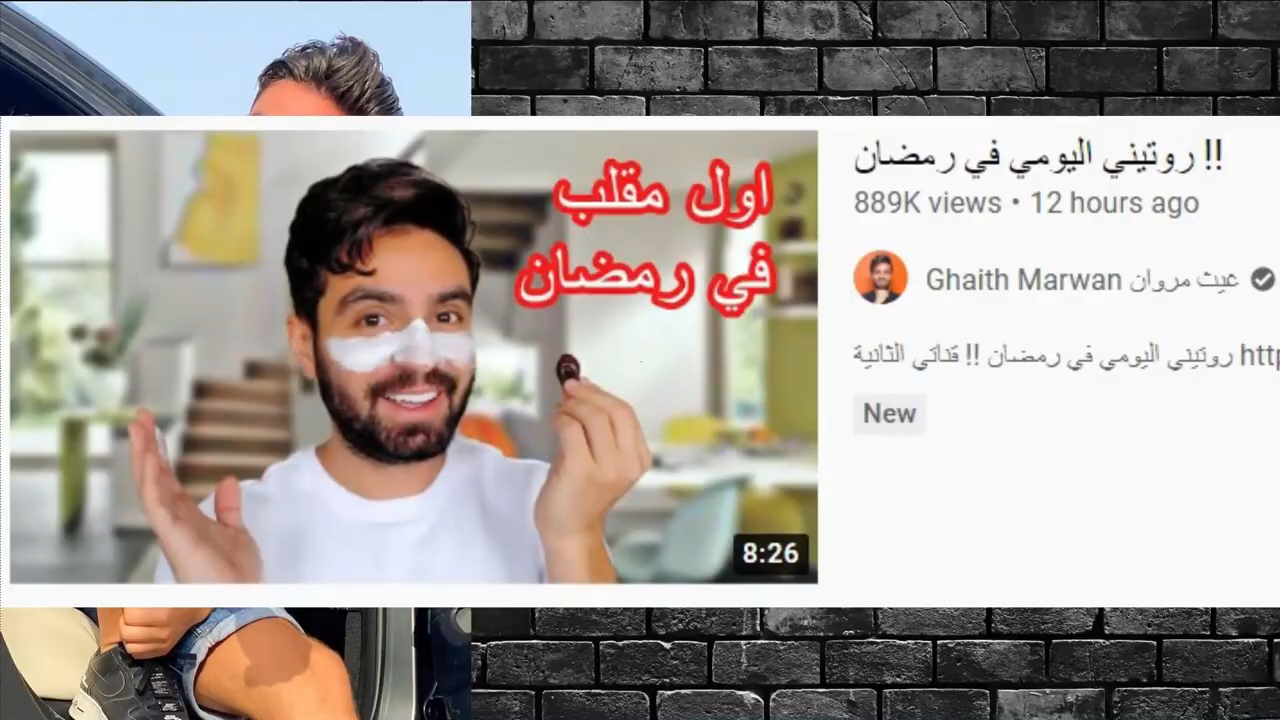 اول مقلب
في رمضان
8:26
روتيني اليومي في رمضان !!
889K views • 12 hours ago
Ghaith Marwan غيث مروان
روتيني اليومي في رمضان !! قناتي الثانية http
New